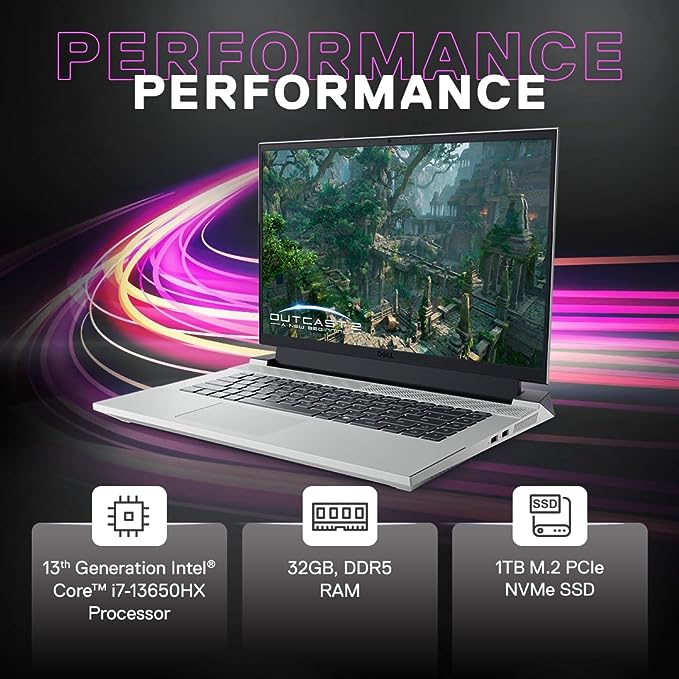 PERFORMANCE
PERFORMANCE
OUTCAST 2
A NEW BEGINNING
DELL
SSD
13th Generation Intel®
Core™ i7-13650HX
Processor
32GB, DDR5
RAM
1TB M.2 PCIe
NVMe SSD